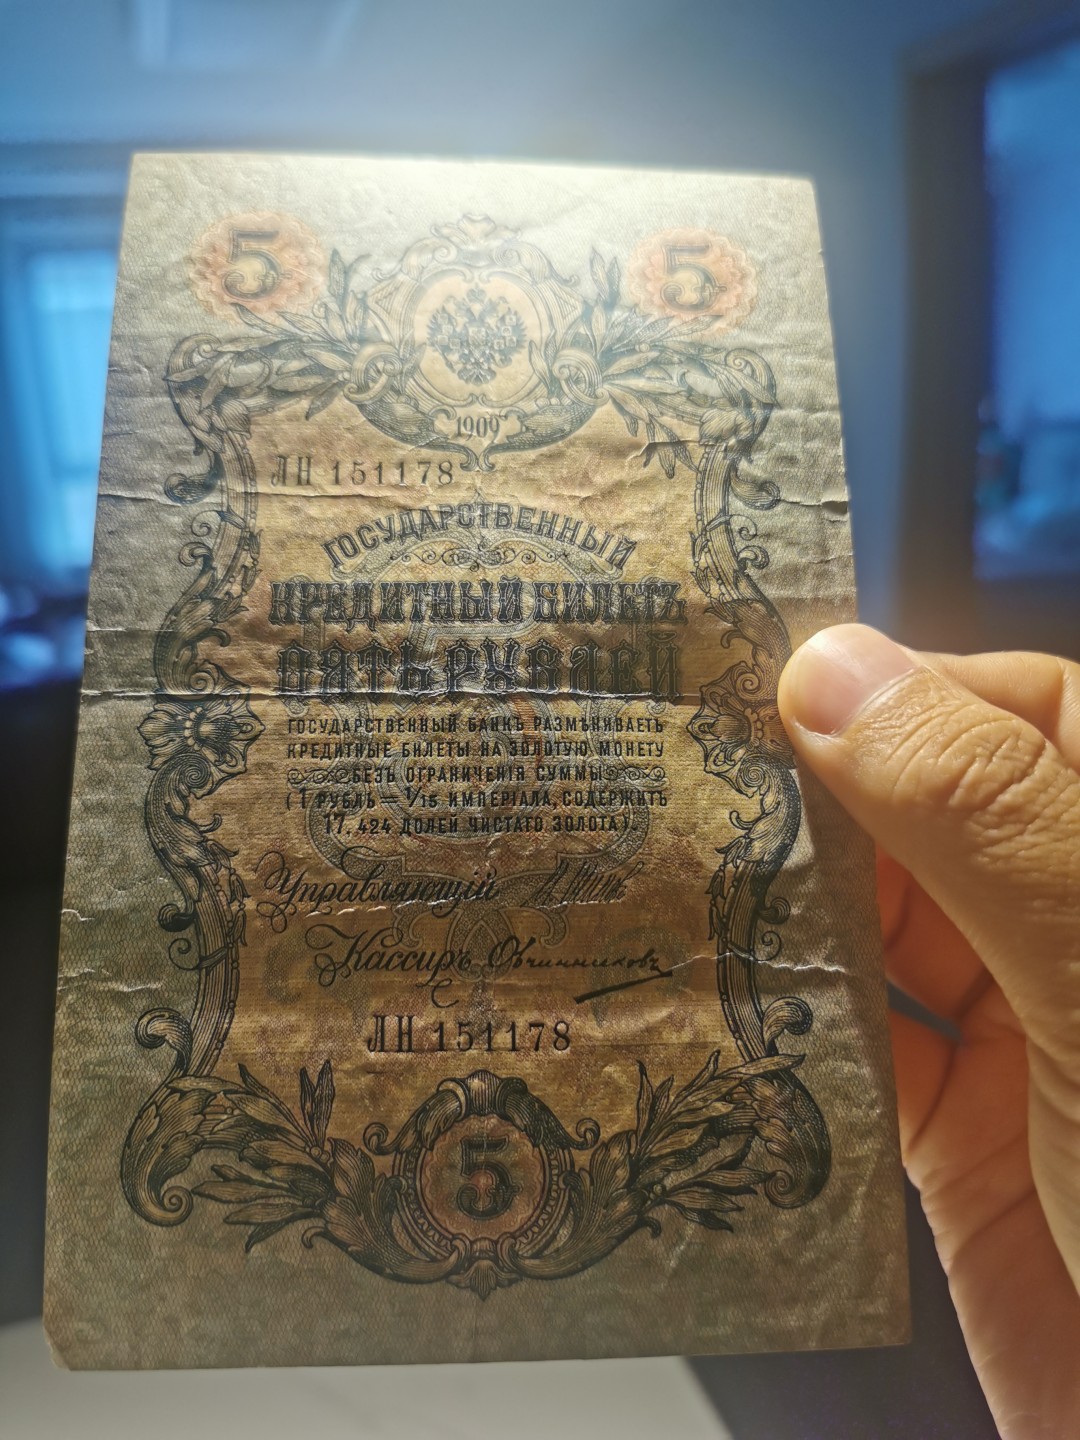 5 5
1909
ЛН 151178
ГОСУДАРСТВЕННЫЙ
КРЕДИТНЫЙ БИЛЕТЪ
ПЯТЬ РУБЛЕЙ
ГОСУДАРСТВЕННЫЙ БАНКЪ РАЗМѢНИВАЕТЪ
КРЕДИТНЫЕ БИЛЕТЫ НА ЗОЛОТУЮ МОНЕТУ
БЕЗЪ ОГРАНИЧЕНІЯ СУММЫ
(1 РУБЛЬ = 1/15 ИМПЕРІАЛА, СОДЕРЖИТЪ
17,424 ДОЛЕЙ ЧИСТАГО ЗОЛОТА).
Управляющій
Кассиръ Овчинниковъ
ЛН 151178
5